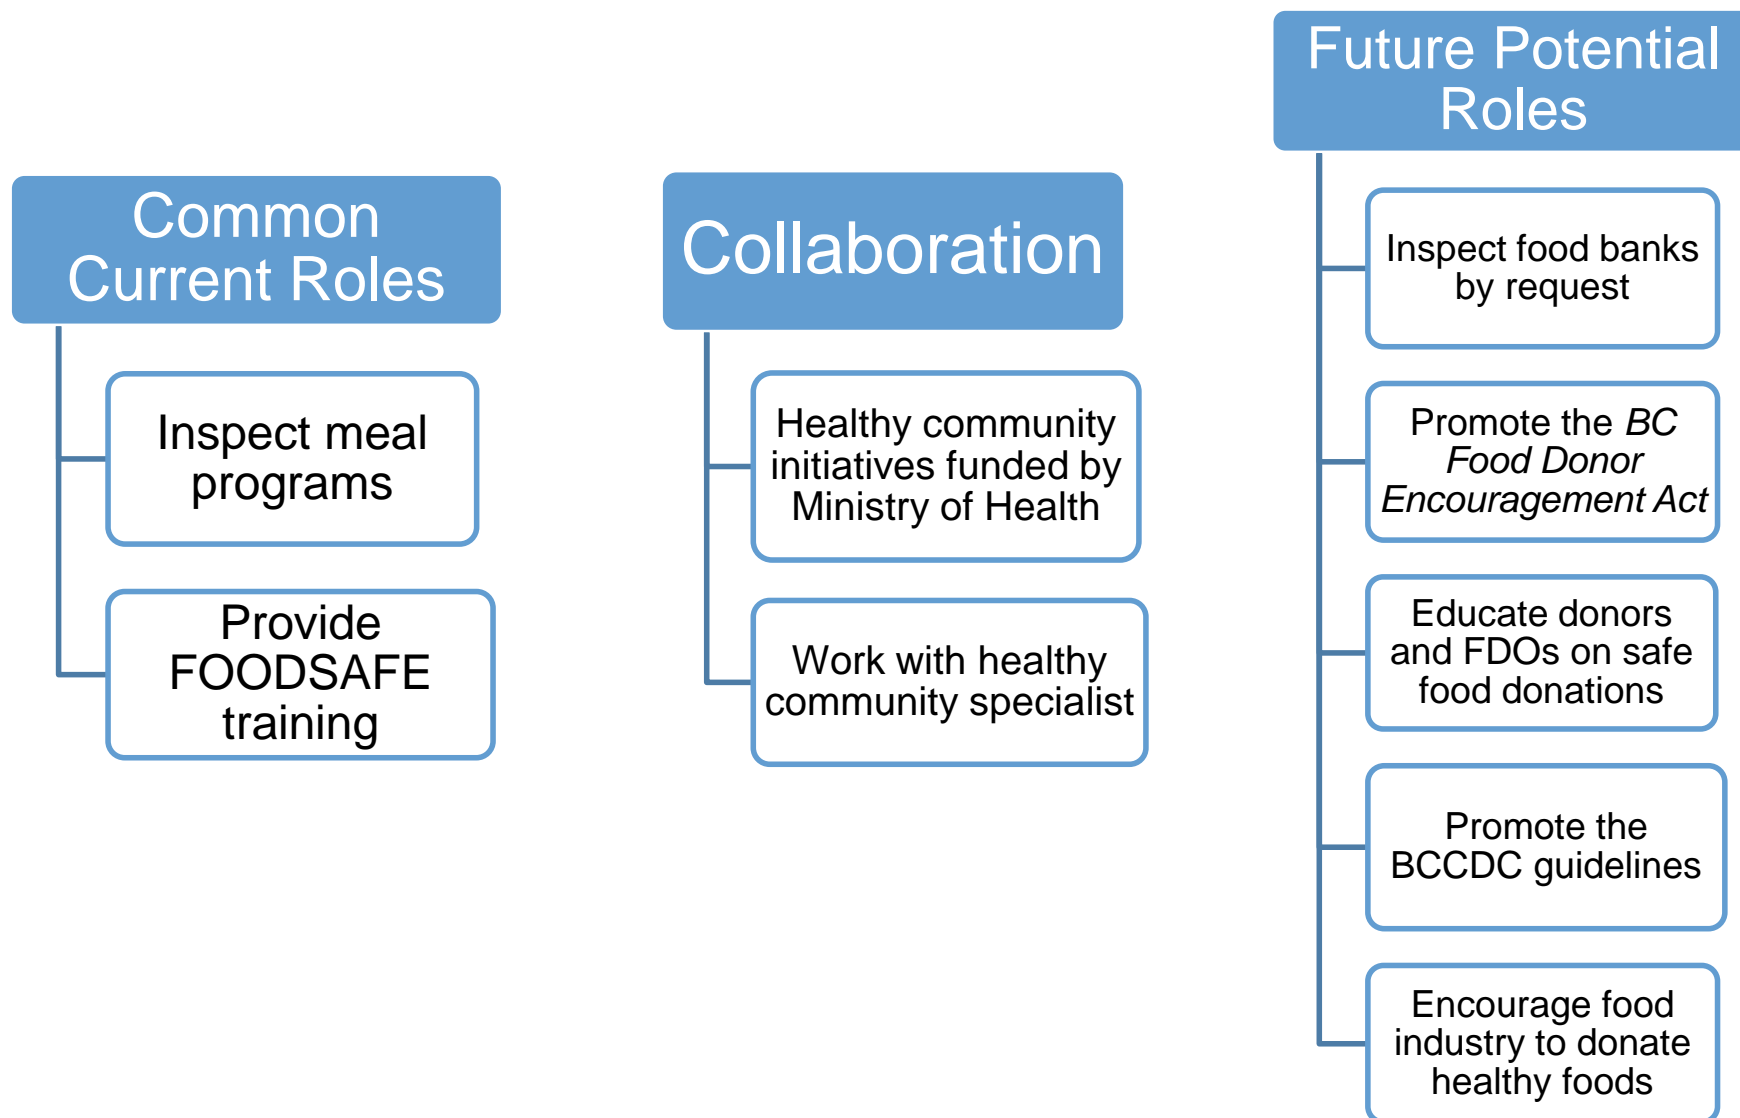 Common
Current Roles
Inspect meal
programs
Provide
FOODSAFE
training
Collaboration
Healthy community
initiatives funded by
Ministry of Health
Work with healthy
community specialist
Future Potential
Roles
Inspect food banks
by request
Promote the BC
Food Donor
Encouragement Act
Educate donors
and FDOs on safe
food donations
Promote the
BCCDC guidelines
Encourage food
industry to donate
healthy foods